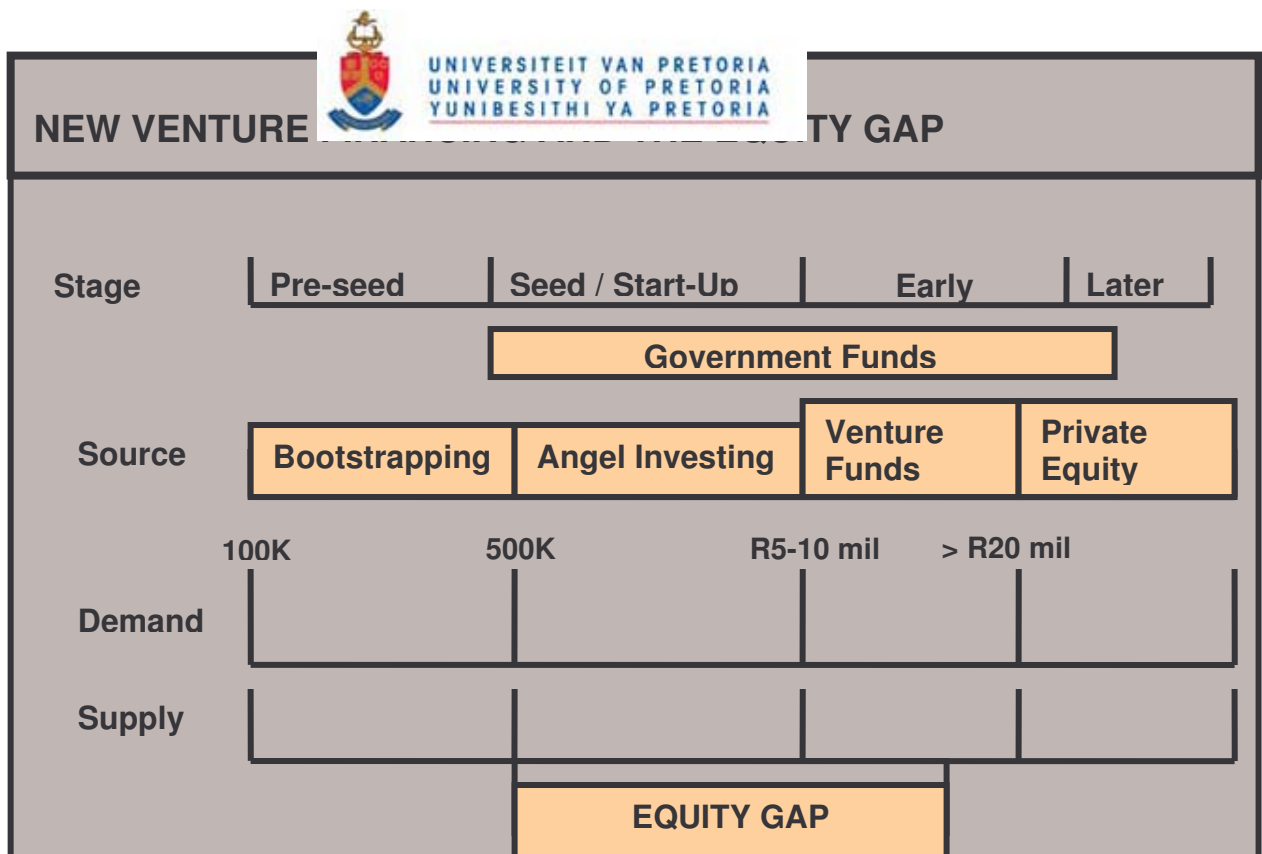 UNIVERSITEIT VAN PRETORIA
UNIVERSITY OF PRETORIA
YUNIBESITHI YA PRETORIA
NEW VENTURE TY GAP
Stage Pre-seed Seed / Start-Up Early Later
Government Funds
Source Bootstrapping Angel Investing Venture Funds Private Equity
100K 500K R5-10 mil > R20 mil
Demand
Supply
EQUITY GAP